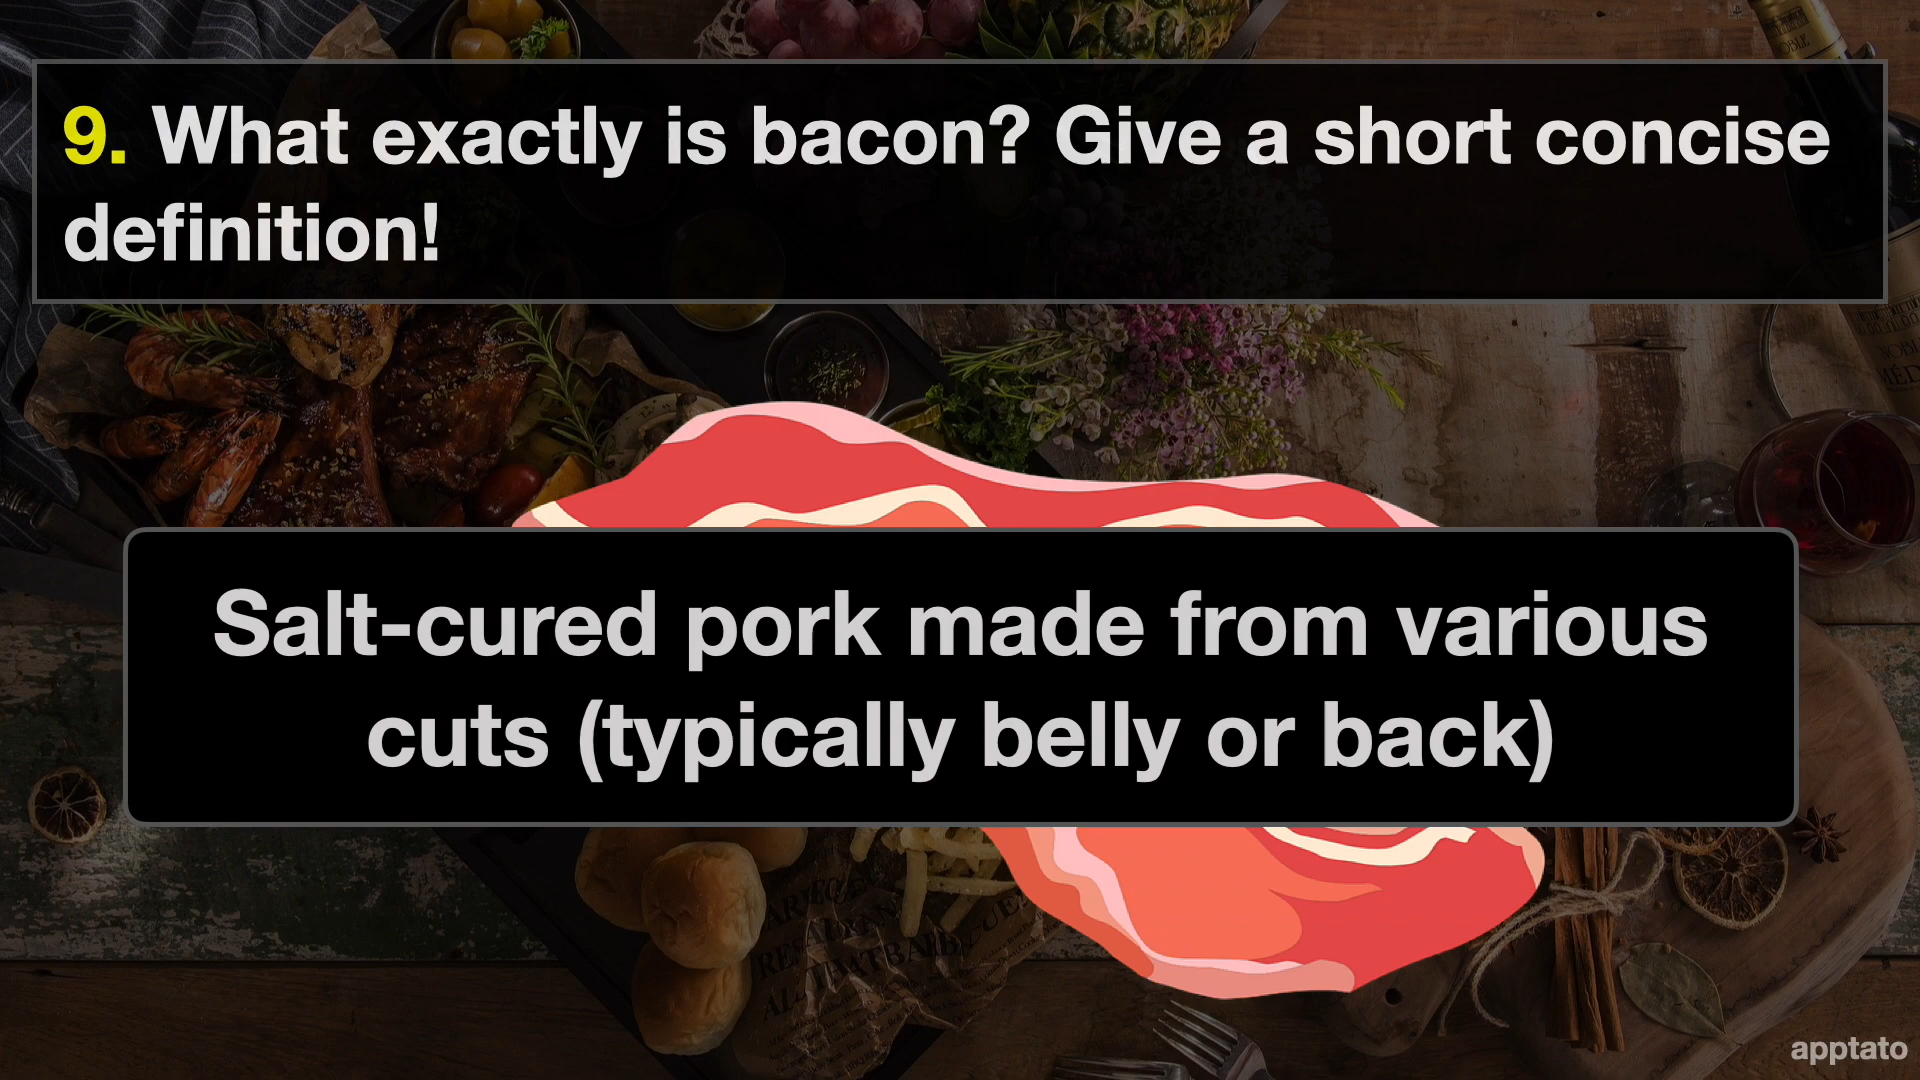 9. What exactly is bacon? Give a short concise
definition!
Salt-cured pork made from various
cuts (typically belly or back)
apptato